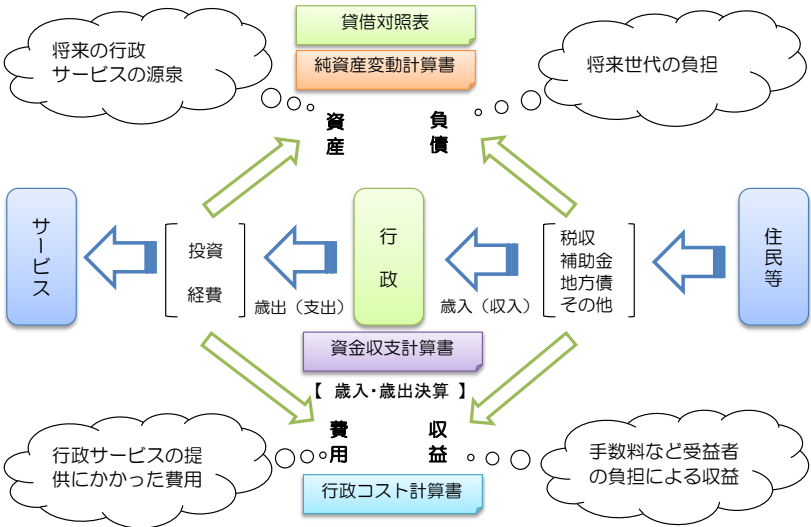 貸借対照表
純資産変動計算書
将来の行政
サービスの源泉
将来世代の負担
資産
負債
サービス
投資
経費
歳出（支出）
行政
歳入（収入）
税収
補助金
地方債
その他
住民等
資金収支計算書
【 歳入・歳出決算 】
費用
収益
行政サービスの提
供にかかった費用
手数料など受益者
の負担による収益
行政コスト計算書